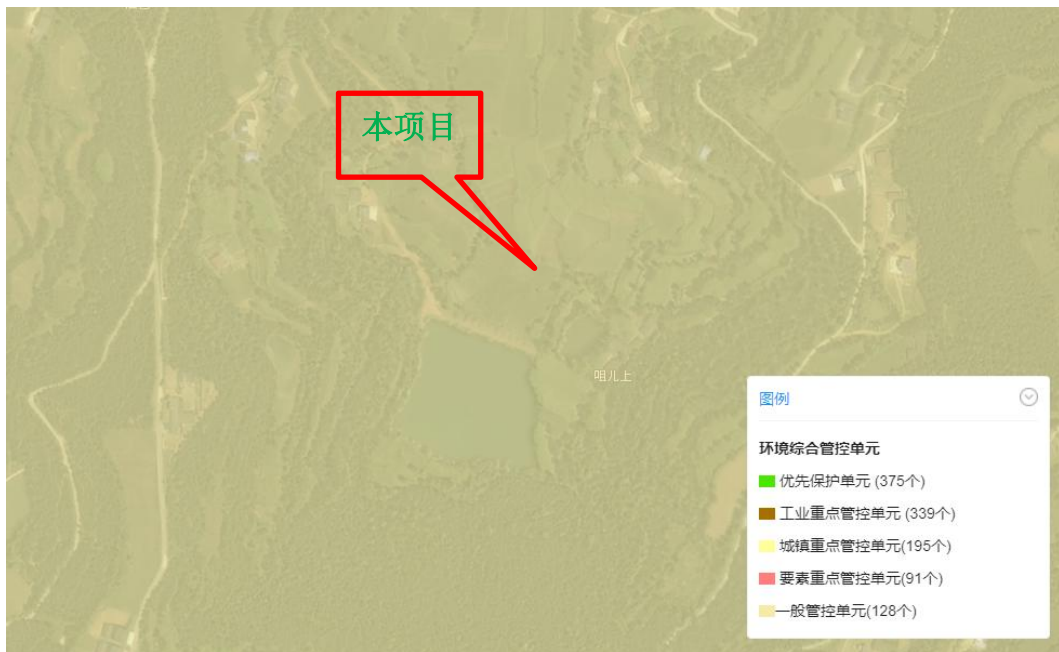 本项目
咀儿上
图例
环境综合管控单元
优先保护单元 (375个)
工业重点管控单元 (339个)
城镇重点管控单元(195个)
要素重点管控单元(91个)
一般管控单元(128个)